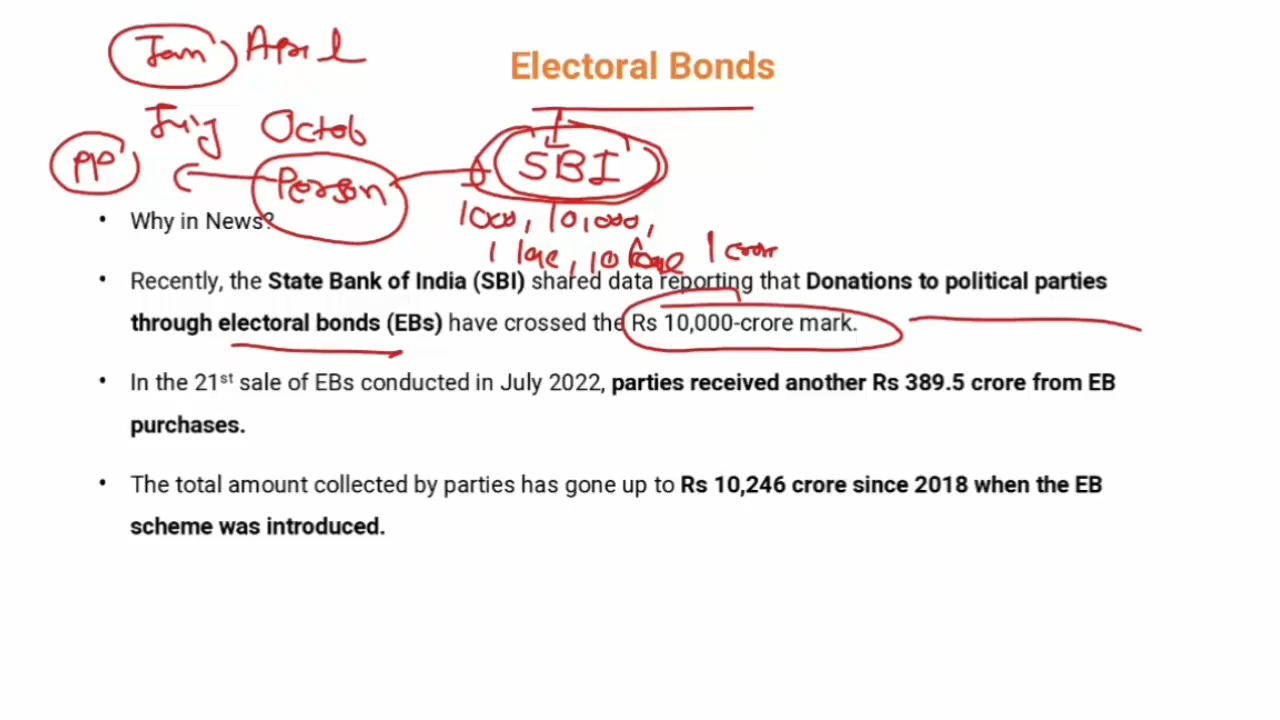 Jan April
Electoral Bonds
July Octob
PP Person SBI
1000, 10,000,
• Why in News?
1 lac, 10 lac 1 crore
• Recently, the State Bank of India (SBI) shared data reporting that Donations to political parties
through electoral bonds (EBs) have crossed the Rs 10,000-crore mark.
• In the 21st sale of EBs conducted in July 2022, parties received another Rs 389.5 crore from EB
purchases.
• The total amount collected by parties has gone up to Rs 10,246 crore since 2018 when the EB
scheme was introduced.